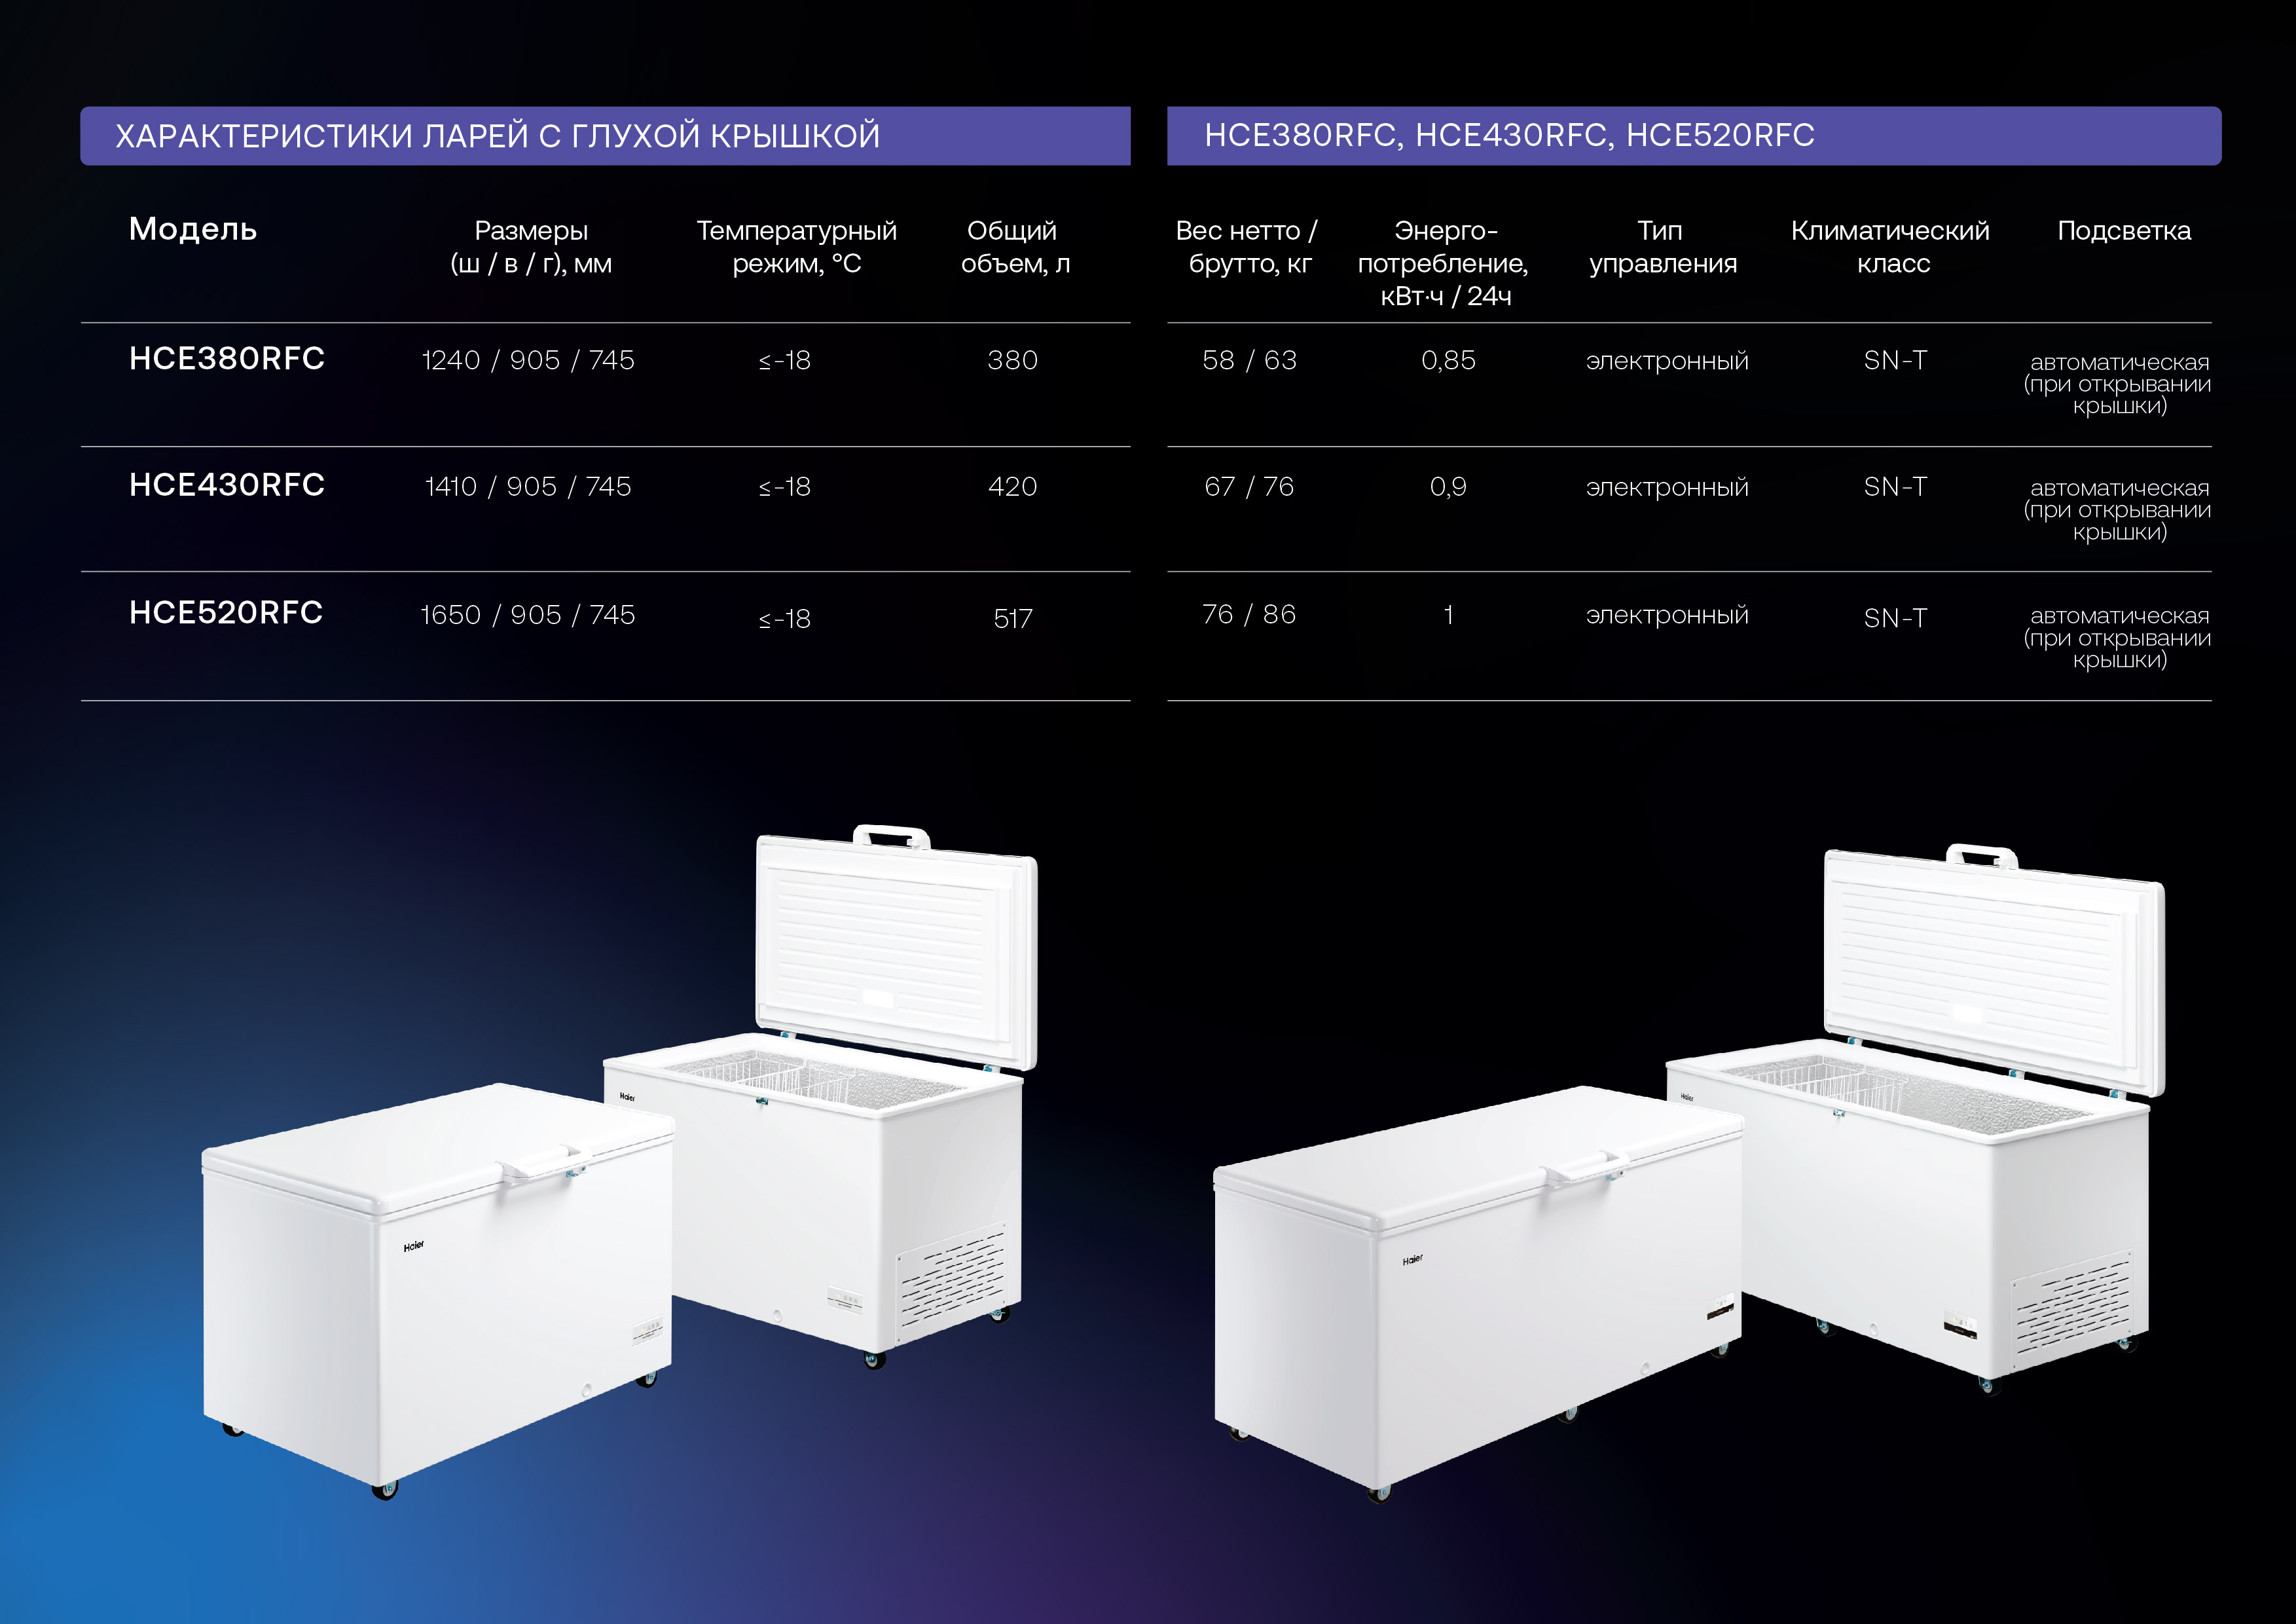 ХАРАКТЕРИСТИКИ ЛАРЕЙ С ГЛУХОЙ КРЫШКОЙ
HCE380RFC, HCE430RFC, HCE520RFC
Модель
Размеры
(ш / в / г), мм
Температурный
режим, °C
Общий
объем, л
Вес нетто /
брутто, кг
Энерго-
потребление,
кВт·ч / 24ч
Тип
управления
Климатический
класс
Подсветка
HCE380RFC 1240 / 905 / 745 ≤-18 380 58 / 63 0,85 электронный SN-T автоматическая
(при открывании
крышки)
HCE430RFC 1410 / 905 / 745 ≤-18 420 67 / 76 0,9 электронный SN-T автоматическая
(при открывании
крышки)
HCE520RFC 1650 / 905 / 745 ≤-18 517 76 / 86 1 электронный SN-T автоматическая
(при открывании
крышки)
Haier
Haier
Haier
Haier